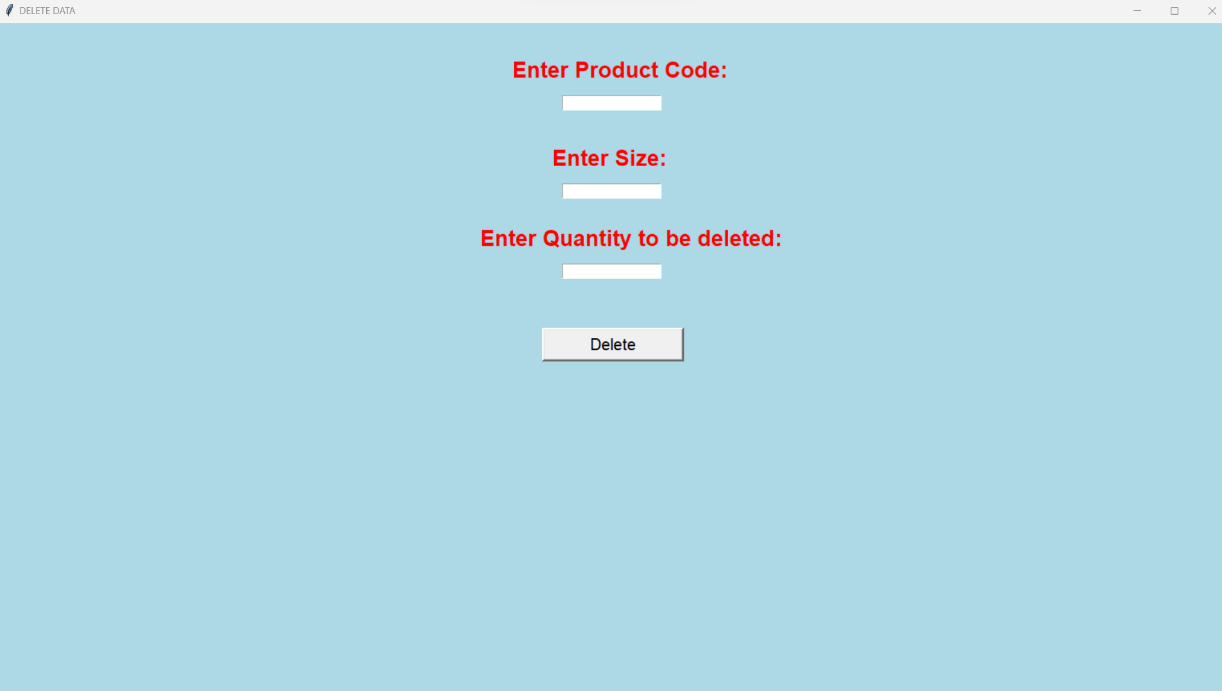 DELETE DATA
Enter Product Code:
Enter Size:
Enter Quantity to be deleted:
Delete